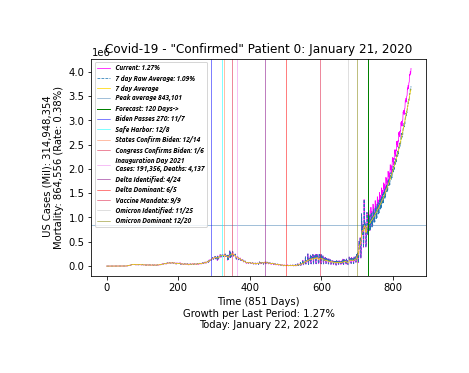 Covid-19 - "Confirmed" Patient 0: January 21, 2020
1e6
US Cases (Mil): 314,948,354
Mortality: 864,556 (Rate: 0.38%)
4.0
3.5
3.0
2.5
2.0
1.5
1.0
0.5
0.0
Current: 1.27%
7 day Raw Average: 1.09%
7 day Average
Peak average 843,101
Forecast: 120 Days->
Biden Passes 270: 11/7
Safe Harbor: 12/8
States Confirm Biden: 12/14
Congress Confirms Biden: 1/6
Inauguration Day 2021
Cases: 191,356, Deaths: 4,137
Delta Identified: 4/24
Delta Dominant: 6/5
Vaccine Mandate: 9/9
Omicron Identified: 11/25
Omicron Dominant 12/20
0 200 400 600 800
Time (851 Days)
Growth per Last Period: 1.27%
Today: January 22, 2022